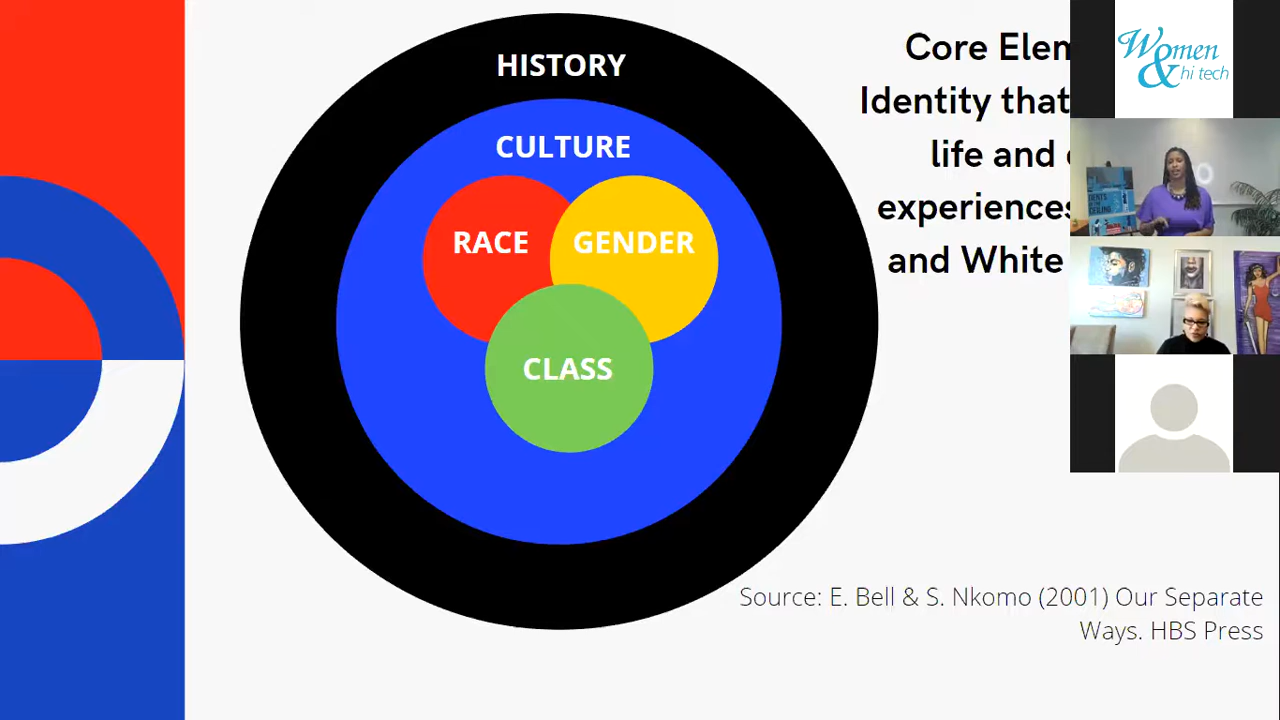 HISTORY
CULTURE
RACE
GENDER
CLASS
Core Elem
Identity that
life and
experiences
and White
Source: E. Bell & S. Nkomo (2001) Our Separate
Ways. HBS Press
Women
& hi tech